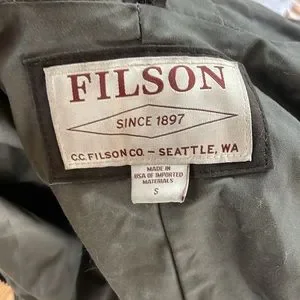 FILSON
SINCE 1897
C.C. FILSON CO. – SEATTLE, WA
MADE IN
USA OF IMPORTED
MATERIALS
S